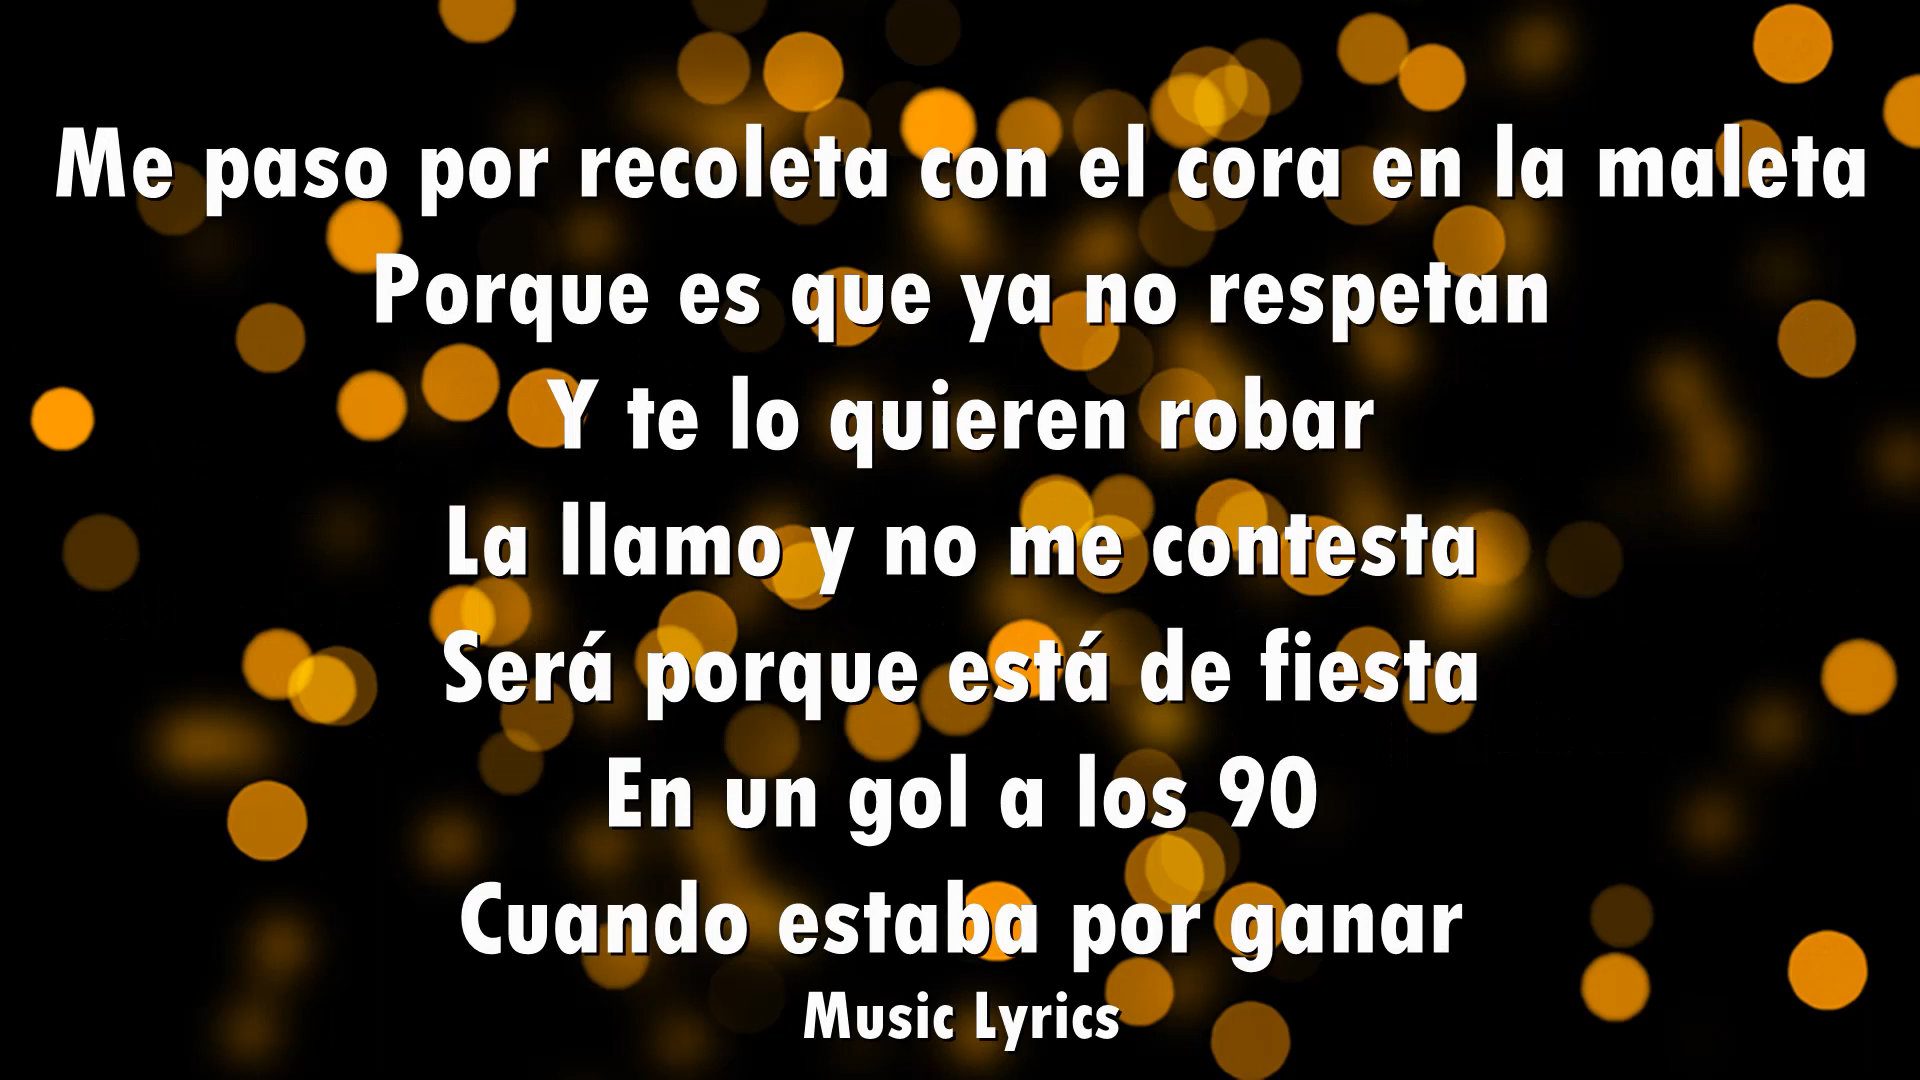 Me paso por recoleta con el cora en la maleta
Porque es que ya no respetan
Y te lo quieren robar
La llamo y no me contesta
Será porque está de fiesta
En un gol a los 90
Cuando estaba por ganar
Music Lyrics